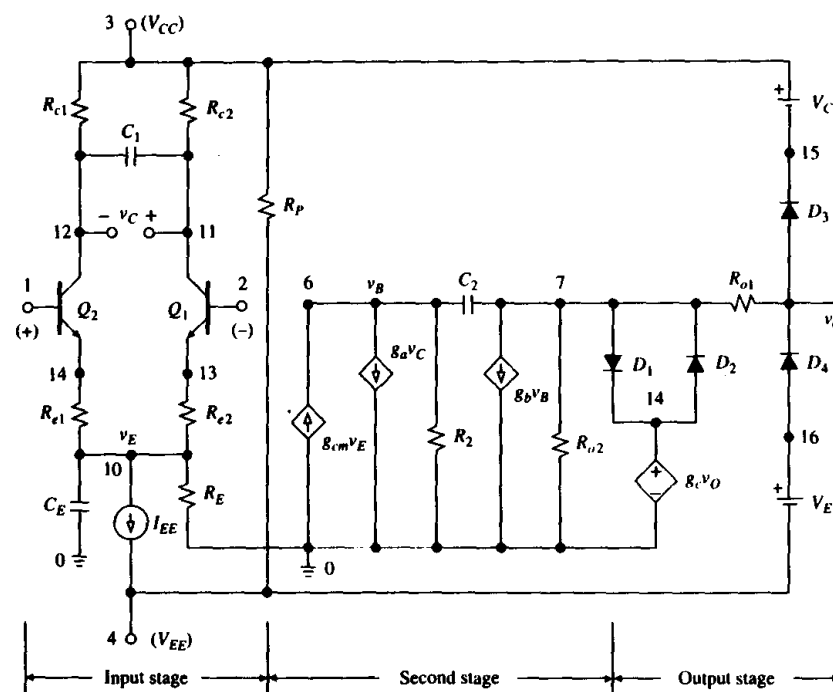 3 (V_CC)
R_c1
R_c2
C_1
V_C
15
R_P
D_3
12 − v_C + 11
1
(+)
Q_2
Q_1
2
(−)
6
v_B
C_2
7
R_o1
g_a v_C
g_b v_B
D_1
D_2
D_4
14
13
14
R_e1
R_e2
v_E
10
g_cm v_E
R_2
R_o2
+
−
g_c v_O
16
C_E
I_EE
R_E
+
V_E
0
0
4 (V_EE)
Input stage
Second stage
Output stage